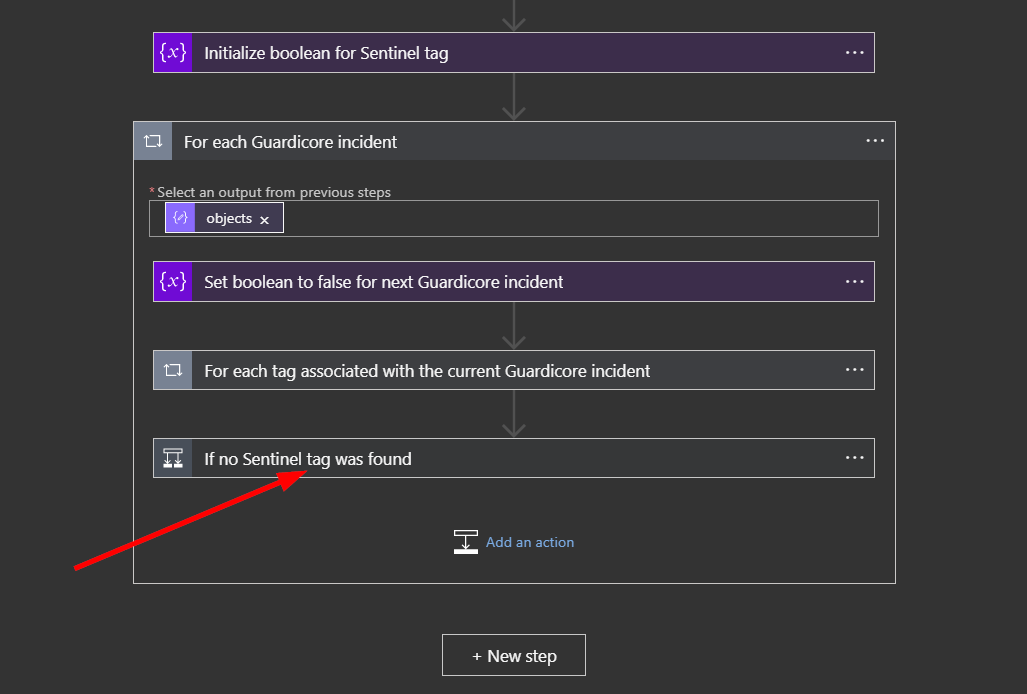 {x} Initialize boolean for Sentinel tag ...
For each Guardicore incident ...
* Select an output from previous steps
objects ×
{x} Set boolean to false for next Guardicore incident ...
For each tag associated with the current Guardicore incident ...
If no Sentinel tag was found ...
Add an action
+ New step